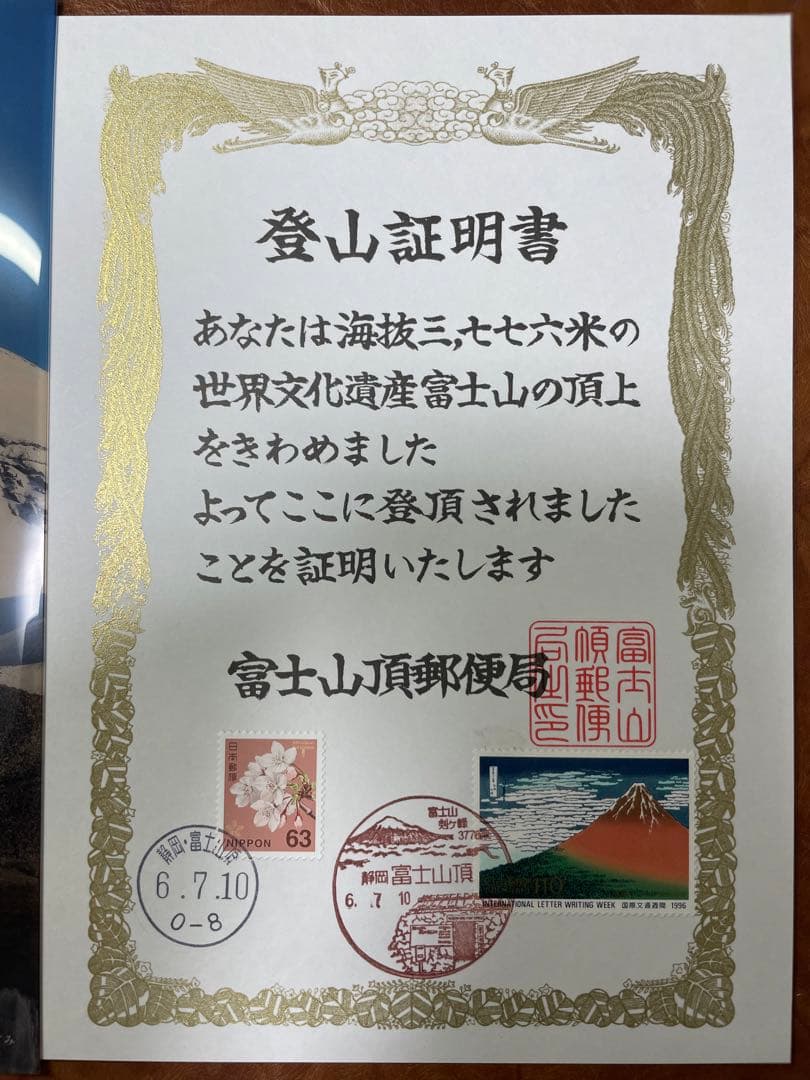 登山証明書
あなたは海抜三,七七六米の
世界文化遺産富士山の頂上
をきわめました
よってここに登頂されました
ことを証明いたします
富士山頂郵便局
富士山
頂郵便
局之印
日本郵便
63
NIPPON
静岡・富士山頂
6.7.10
0-8
富士山
剣ケ峰
3776
静岡 富士山頂
6. 7 10
110
INTERNATIONAL LETTER WRITING WEEK 国際文通週間 1996
み